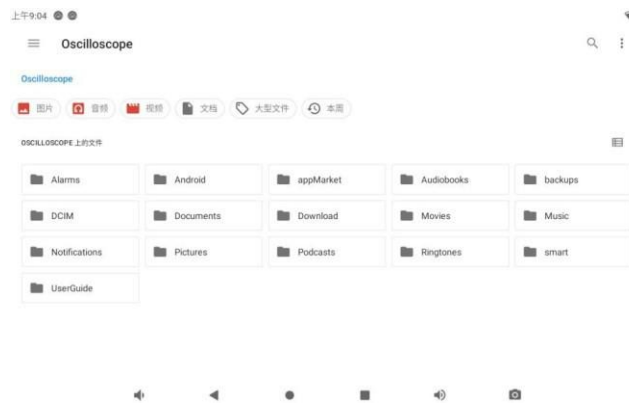 上午9:04
Oscilloscope
Oscilloscope
图片 音频 视频 文档 大型文件 本周
OSCILLOSCOPE 上的文件
Alarms Android appMarket Audiobooks backups
DCIM Documents Download Movies Music
Notifications Pictures Podcasts Ringtones smart
UserGuide